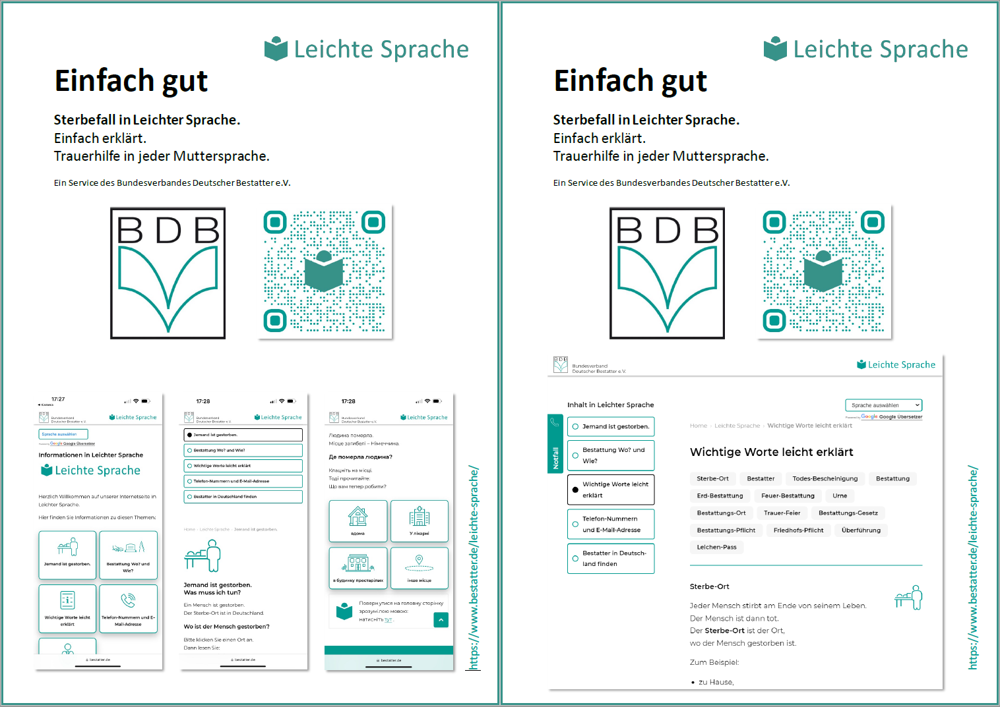 Leichte Sprache
Einfach gut
Sterbefall in Leichter Sprache.
Einfach erklärt.
Trauerhilfe in jeder Muttersprache.
Ein Service des Bundesverbandes Deutscher Bestatter e.V.
BDB
17:27
Kamera
Bundesverband
Deutscher Bestatter e.V.
Leichte Sprache
Sprache auswählen
Powered by Google Google Übersetzer
Informationen in Leichter Sprache
Leichte Sprache
Herzlich Willkommen auf unserer Internetseite in
Leichter Sprache.
Hier finden Sie Informationen zu diesen Themen:
Jemand ist gestorben.
Bestattung Wo? und
Wie?
Wichtige Worte leicht
erklärt
Telefon-Nummern und E-
Mail-Adresse
bestatter.de
17:28
Bundesverband
Deutscher Bestatter e.V.
Leichte Sprache
Jemand ist gestorben.
Bestattung Wo? und Wie?
Wichtige Worte leicht erklärt
Telefon-Nummern und E-Mail-Adresse
Bestatter in Deutschland finden
Home › Leichte Sprache › Jemand ist gestorben.
Jemand ist gestorben.
Was muss ich tun?
Ein Mensch ist gestorben.
Der Sterbe-Ort ist in Deutschland.
Wo ist der Mensch gestorben?
Bitte klicken Sie einen Ort an.
Dann lesen Sie:
bestatter.de
17:28
Bundesverband
Deutscher Bestatter e.V.
Leichte Sprache
Людина померла.
Місце загибелі – Німеччина.
Де померла людина?
Клацніть на місці.
Тоді прочитайте:
Що вам тепер робити?
вдома
У лікарні
в будинку престарілих
інше місце
Повернутися на головну сторінку
зрозумілою мовою:
натисніть тут .
bestatter.de
https://www.bestatter.de/leichte-sprache/
Leichte Sprache
Einfach gut
Sterbefall in Leichter Sprache.
Einfach erklärt.
Trauerhilfe in jeder Muttersprache.
Ein Service des Bundesverbandes Deutscher Bestatter e.V.
BDB
BDB
Bundesverband
Deutscher Bestatter e.V.
Leichte Sprache
Inhalt in Leichter Sprache
Notfall
Jemand ist gestorben.
Bestattung Wo? und
Wie?
Wichtige Worte leicht
erklärt
Telefon-Nummern
und E-Mail-Adresse
Bestatter in Deutsch-
land finden
Sprache auswählen
Powered by Google Google Übersetzer
Home › Leichte Sprache › Wichtige Worte leicht erklärt
Wichtige Worte leicht erklärt
Sterbe-Ort Bestatter Todes-Bescheinigung Bestattung
Erd-Bestattung Feuer-Bestattung Urne
Bestattungs-Ort Trauer-Feier Bestattungs-Gesetz
Bestattungs-Pflicht Friedhofs-Pflicht Überführung
Leichen-Pass
Sterbe-Ort
Jeder Mensch stirbt am Ende von seinem Leben.
Der Mensch ist dann tot.
Der Sterbe-Ort ist der Ort,
wo der Mensch gestorben ist.
Zum Beispiel:
• zu Hause,
https://www.bestatter.de/leichte-sprache/